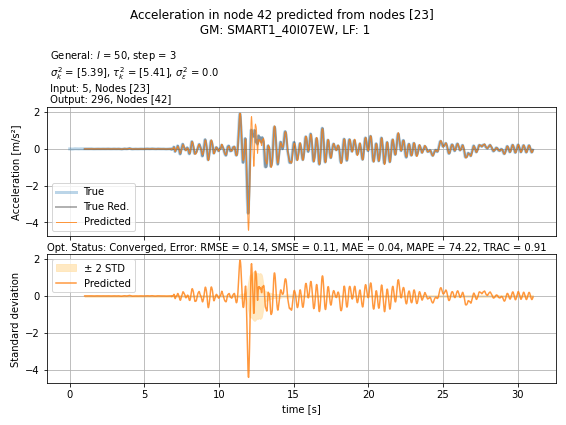 Acceleration in node 42 predicted from nodes [23]
GM: SMART1_40I07EW, LF: 1
General: l = 50, step = 3
σ²ₖ = [5.39], τ²ₖ = [5.41], σ²ε = 0.0
Input: 5, Nodes [23]
Output: 296, Nodes [42]
Acceleration [m/s²]
2
0
−2
−4
True
True Red.
Predicted
Opt. Status: Converged, Error: RMSE = 0.14, SMSE = 0.11, MAE = 0.04, MAPE = 74.22, TRAC = 0.91
Standard deviation
2
0
−2
−4
± 2 STD
Predicted
0 5 10 15 20 25 30
time [s]